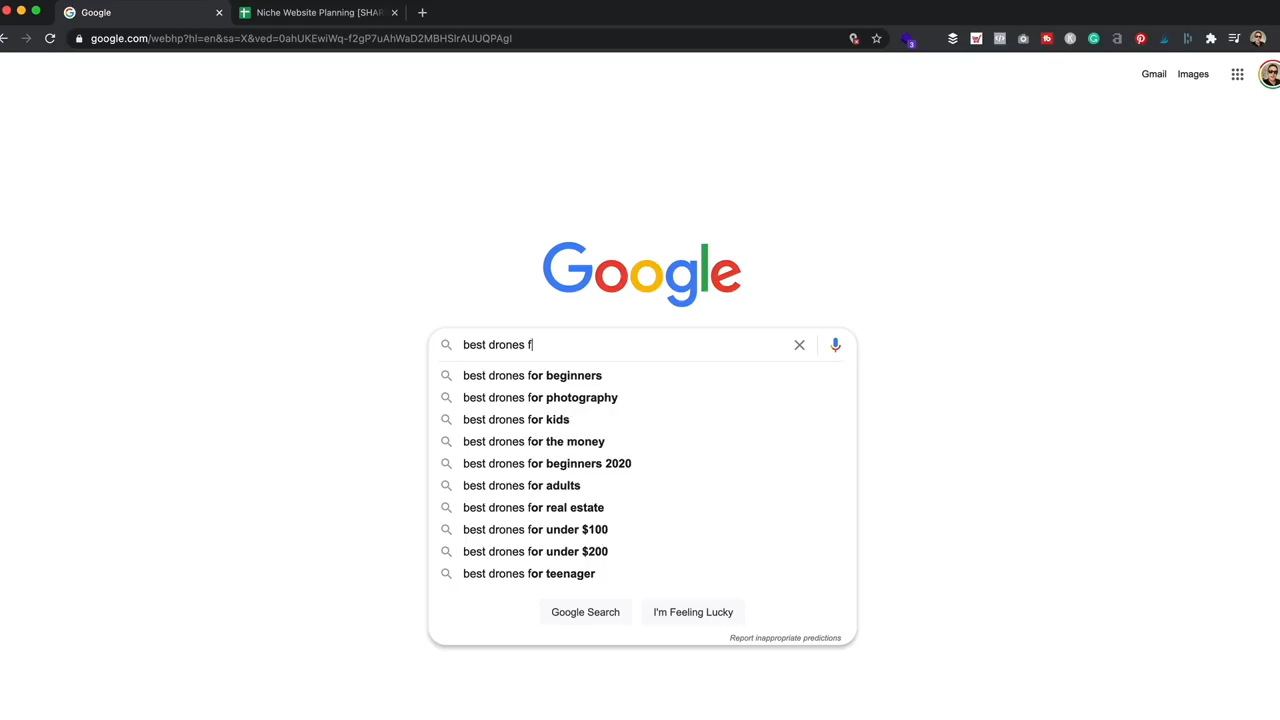 Google
Niche Website Planning [SHAR
google.com/webhp?hl=en&sa=X&ved=0ahUKEwiWq-f2gP7uAhWaD2MBHSIrAUUQPAgI
3
Gmail Images
Google
best drones f
best drones for beginners
best drones for photography
best drones for kids
best drones for the money
best drones for beginners 2020
best drones for adults
best drones for real estate
best drones for under $100
best drones for under $200
best drones for teenager
Google Search I'm Feeling Lucky
Report inappropriate predictions